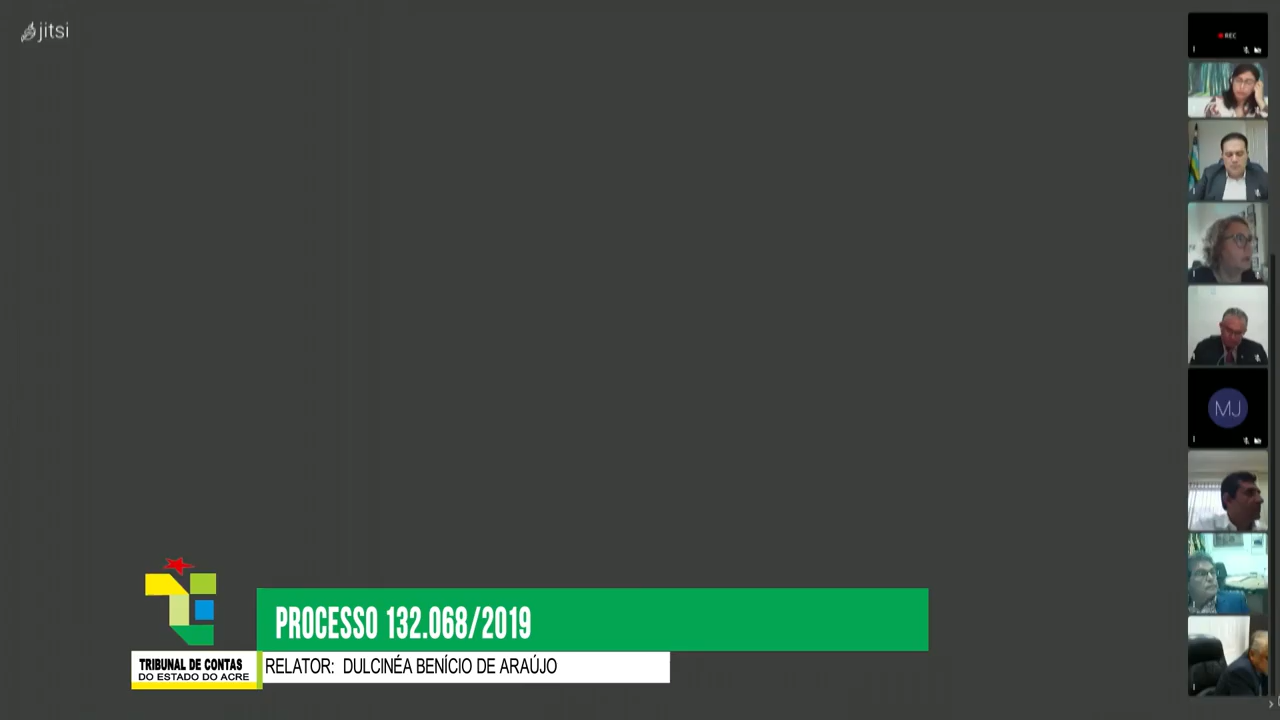 jitsi
REC
MJ
PROCESSO 132.068/2019
TRIBUNAL DE CONTAS
DO ESTADO DO ACRE
RELATOR: DULCINÉA BENÍCIO DE ARAÚJO